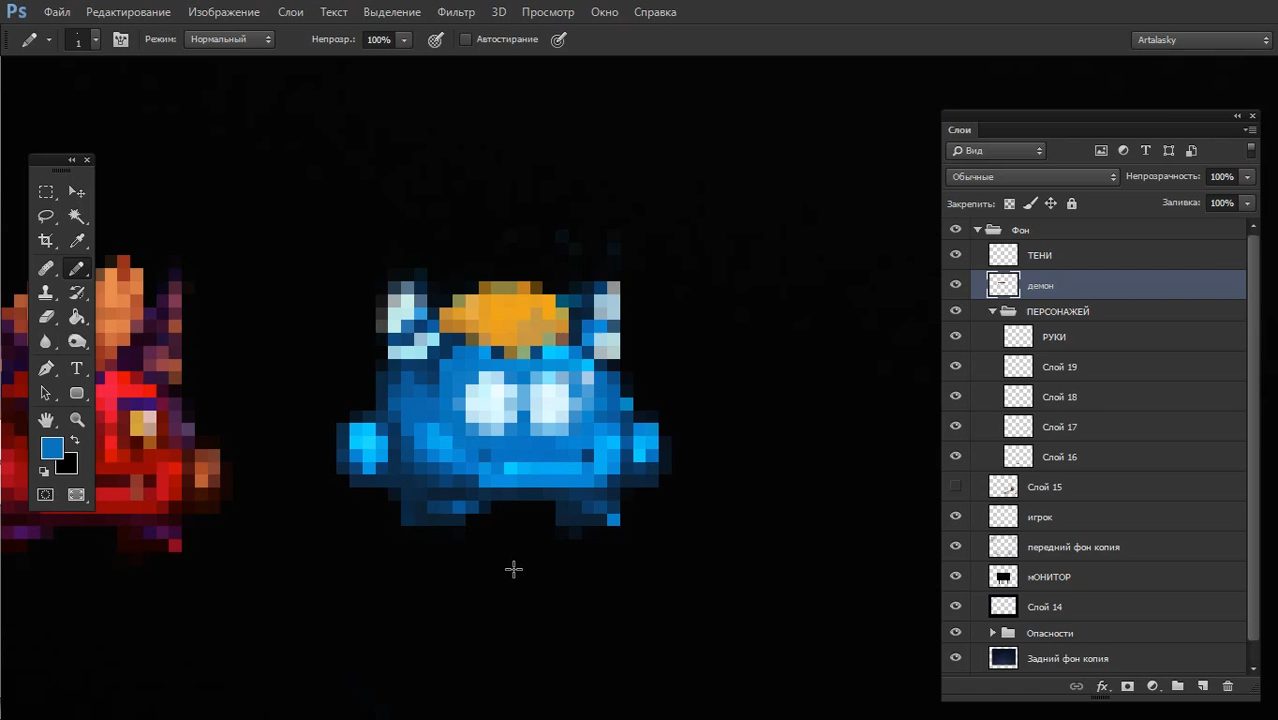 Ps Файл Редактирование Изображение Слои Текст Выделение Фильтр 3D Просмотр Окно Справка
1 Режим: Нормальный Непрозр.: 100% Автостирание Artalasky
Слои
Вид
Обычные Непрозрачность: 100%
Закрепить: Заливка: 100%
Фон
ТЕНИ
демон
ПЕРСОНАЖЕЙ
РУКИ
Слой 19
Слой 18
Слой 17
Слой 16
Слой 15
игрок
передний фон копия
мОНИТОР
Слой 14
Опасности
Задний фон копия